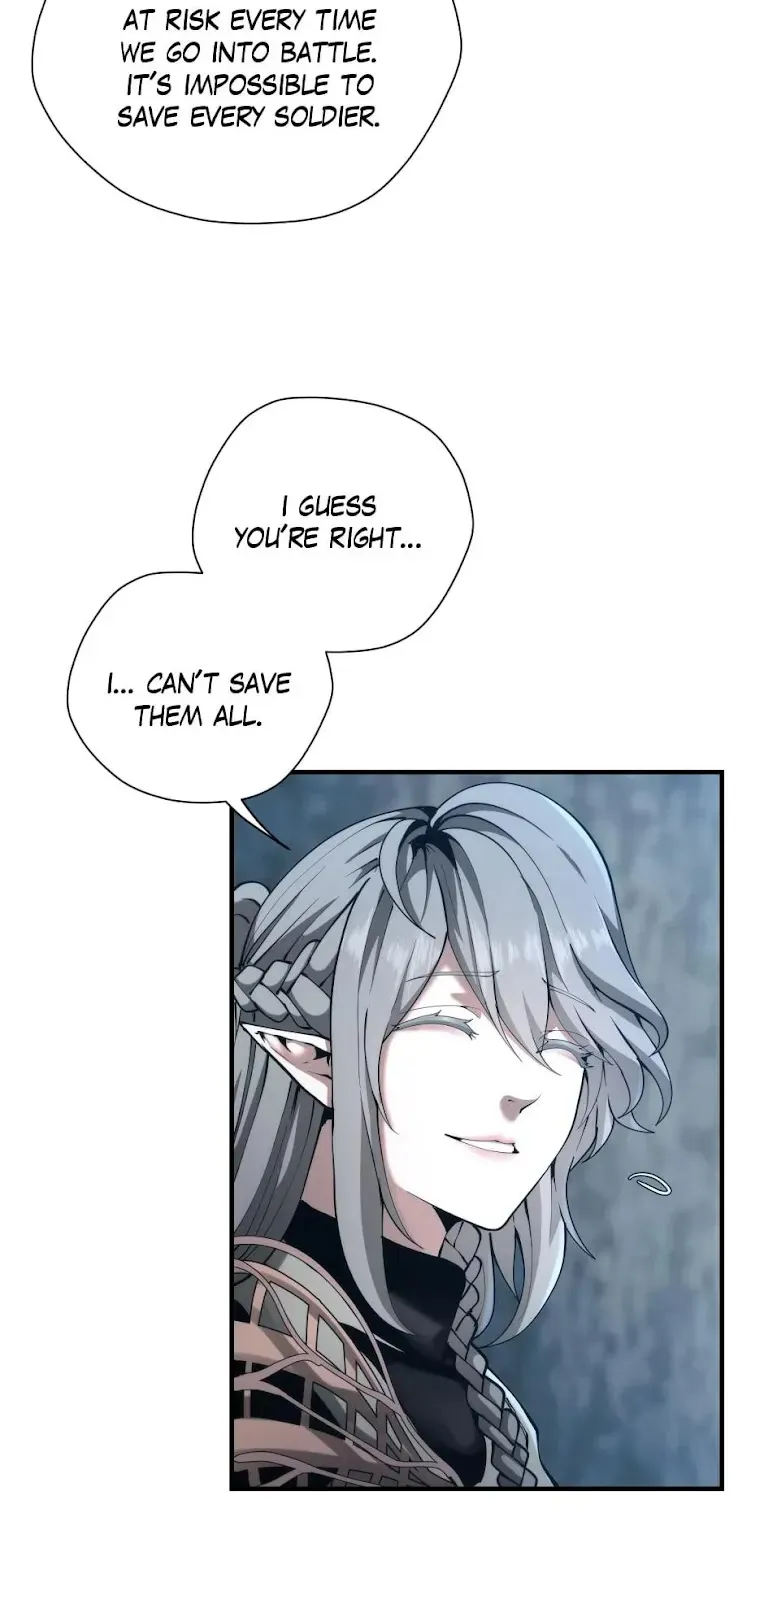 AT RISK EVERY TIME
WE GO INTO BATTLE.
IT'S IMPOSSIBLE TO
SAVE EVERY SOLDIER.
I GUESS
YOU'RE RIGHT...
I... CAN'T SAVE
THEM ALL.